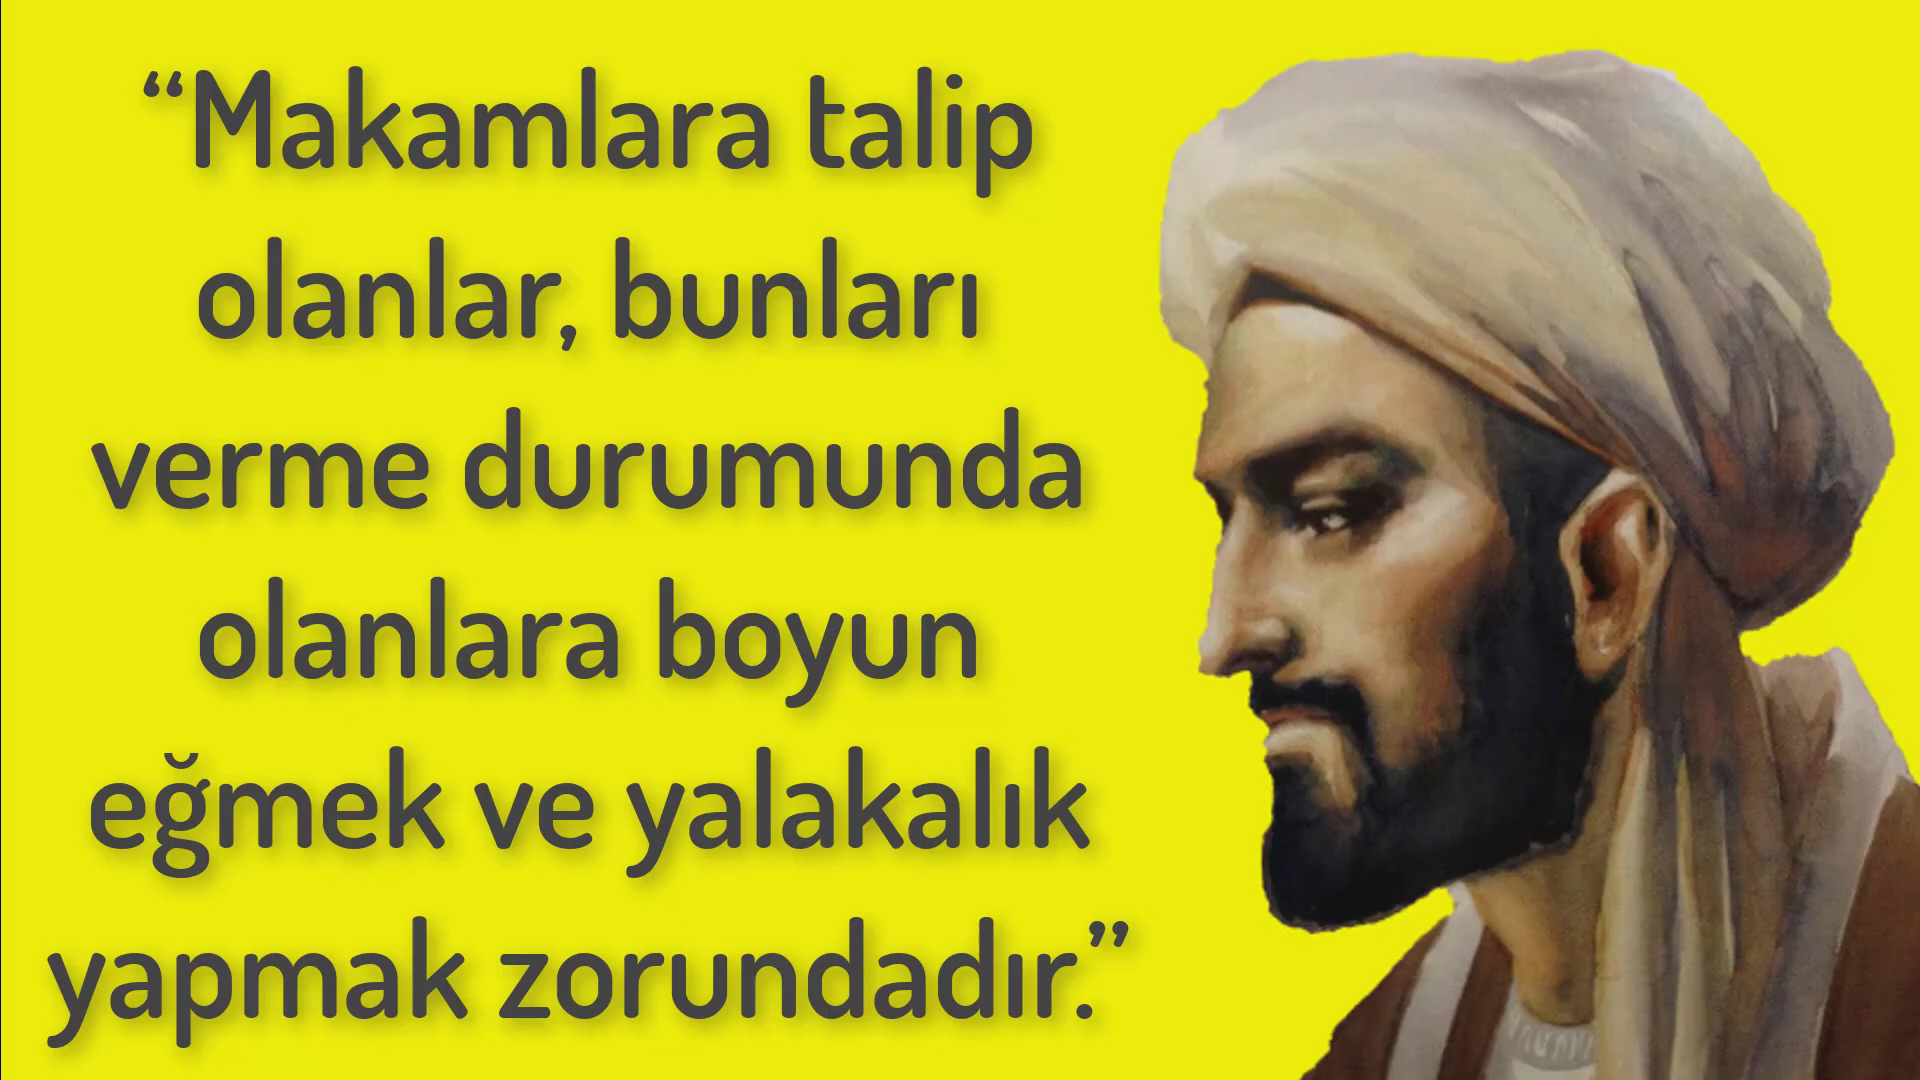 “Makamlara talip
olanlar, bunları
verme durumunda
olanlara boyun
eğmek ve yalakalık
yapmak zorundadır.”